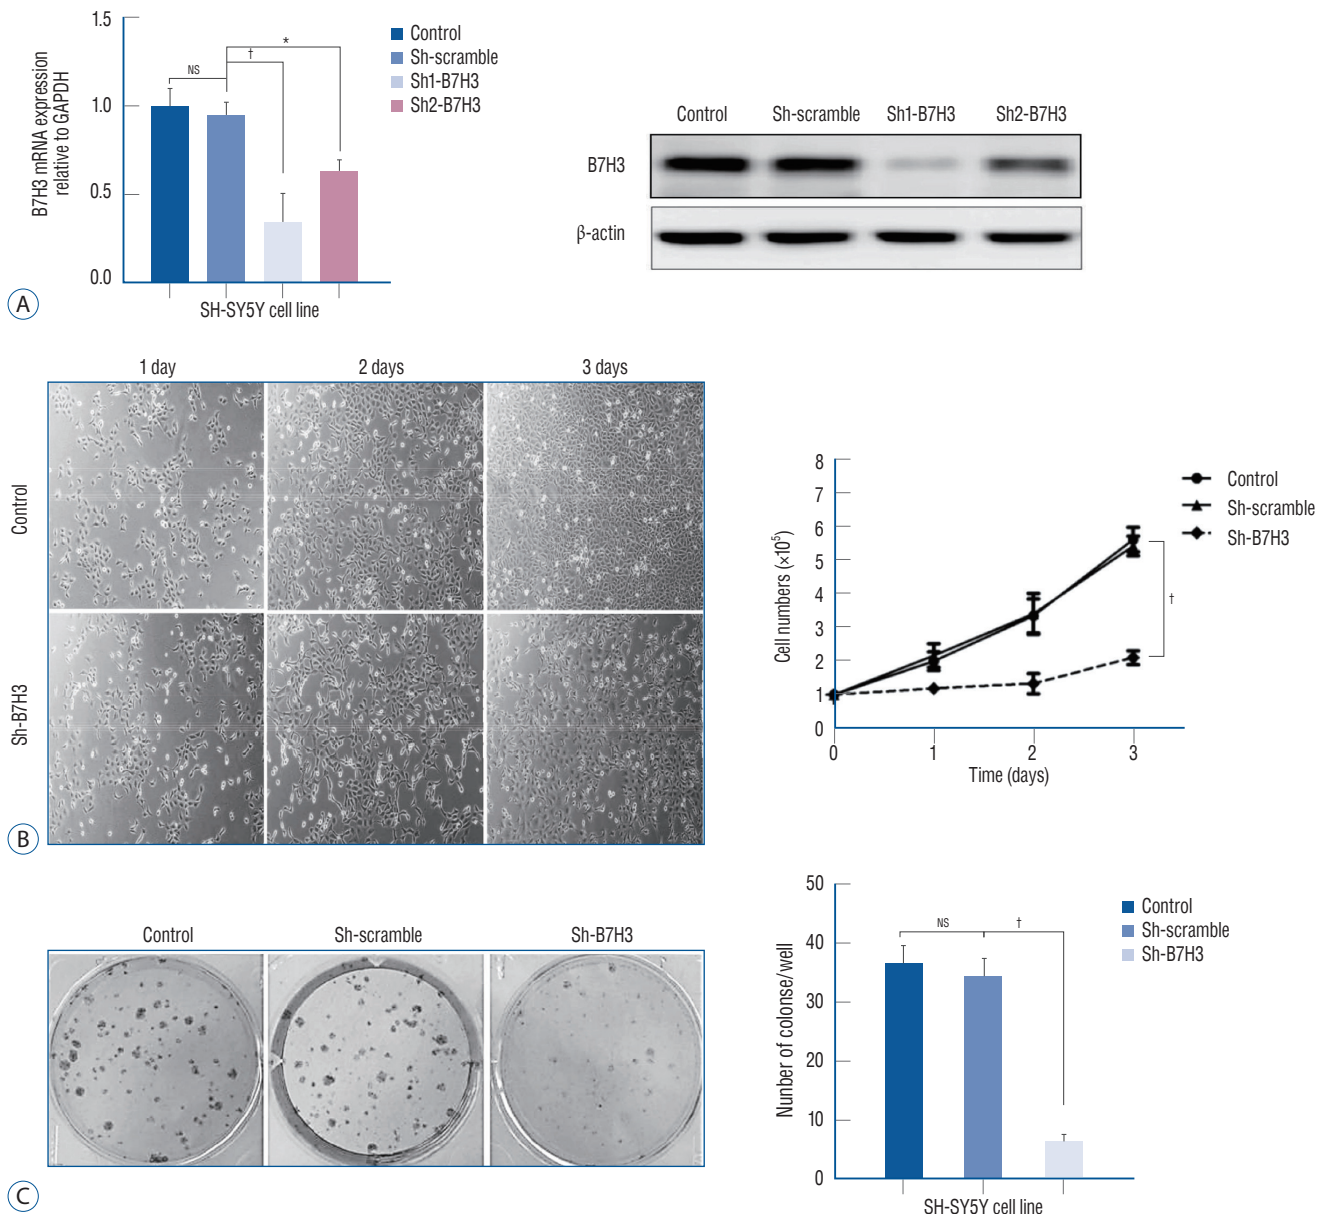 1.5
1.0
0.5
0.0
B7H3 mRNA expression
relative to GAPDH
NS
†
*
Control
Sh-scramble
Sh1-B7H3
Sh2-B7H3
SH-SY5Y cell line
Control Sh-scramble Sh1-B7H3 Sh2-B7H3
B7H3
β-actin
A
1 day 2 days 3 days
Control
Sh-B7H3
8
7
6
5
4
3
2
1
0
Cell numbers (×10⁵)
0 1 2 3
Time (days)
Control
Sh-scramble
Sh-B7H3
†
B
Control Sh-scramble Sh-B7H3
50
40
30
20
10
0
Nunber of colonse/well
NS †
Control
Sh-scramble
Sh-B7H3
SH-SY5Y cell line
C